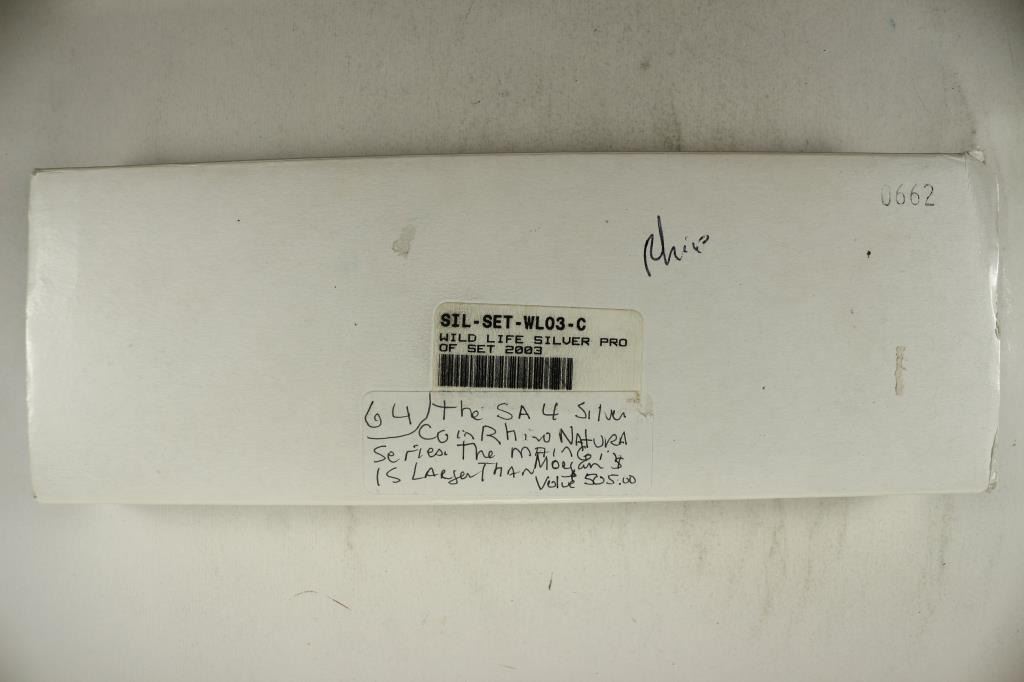 0662
Rhino
SIL-SET-WL03-C
WILD LIFE SILVER PRO
OF SET 2003
64) The SA 4 Silver
Coin Rhino NAtURA
Series. The MAIN Coin
IS LArger THAN Morgan $
Value 505.00